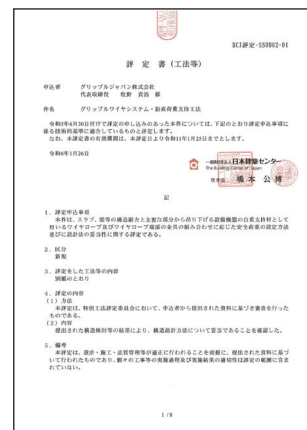 BCJ評定-SS0062-01
評 定 書（工法等）
申込者 グリップルジャパン株式会社
代表取締役
件名 グリップルワイヤシステム・鉛直荷重支持工法
令和5年6月30日付けで評定の申し込みのあった本件については、下記のとおり評定申込事項に
係る技術的基準に適合しているものと評定します。
なお、本評定書の有効期間は、本評定日より令和11年1月25日までとします。
令和6年1月26日
一般財団法人 日本建築センター
The Building Center of Japan
理事長 橋 本 公 博
記
1．評定申込事項
本件は、スラブ、梁等の構造耐力上主要な部分から吊り下げる設備機器の自重支持材として
用いるワイヤロープ及びワイヤロープ端部の金具の組み合わせに応じた安全荷重の設定方法
並びに設計法の妥当性に関する評定である。
2．区分
新規
3．評定をした工法等の内容
別紙のとおり
4．評定の内容
（1）方法
本評定は、特別工法評定委員会において、申込者から提出された資料に基づき審査を行った
ものである。
（2）内容
提出された構造検討等の結果により、構造設計方法について妥当であることを確認した。
5．備考
本評定は、設計・施工・品質管理等が適正に行われることを前提に、提出された資料に基づ
いて行われたものであり、個々の工事等の実施過程及び実施結果の適切性は評定の範囲に含ま
れていない。
1 / 8